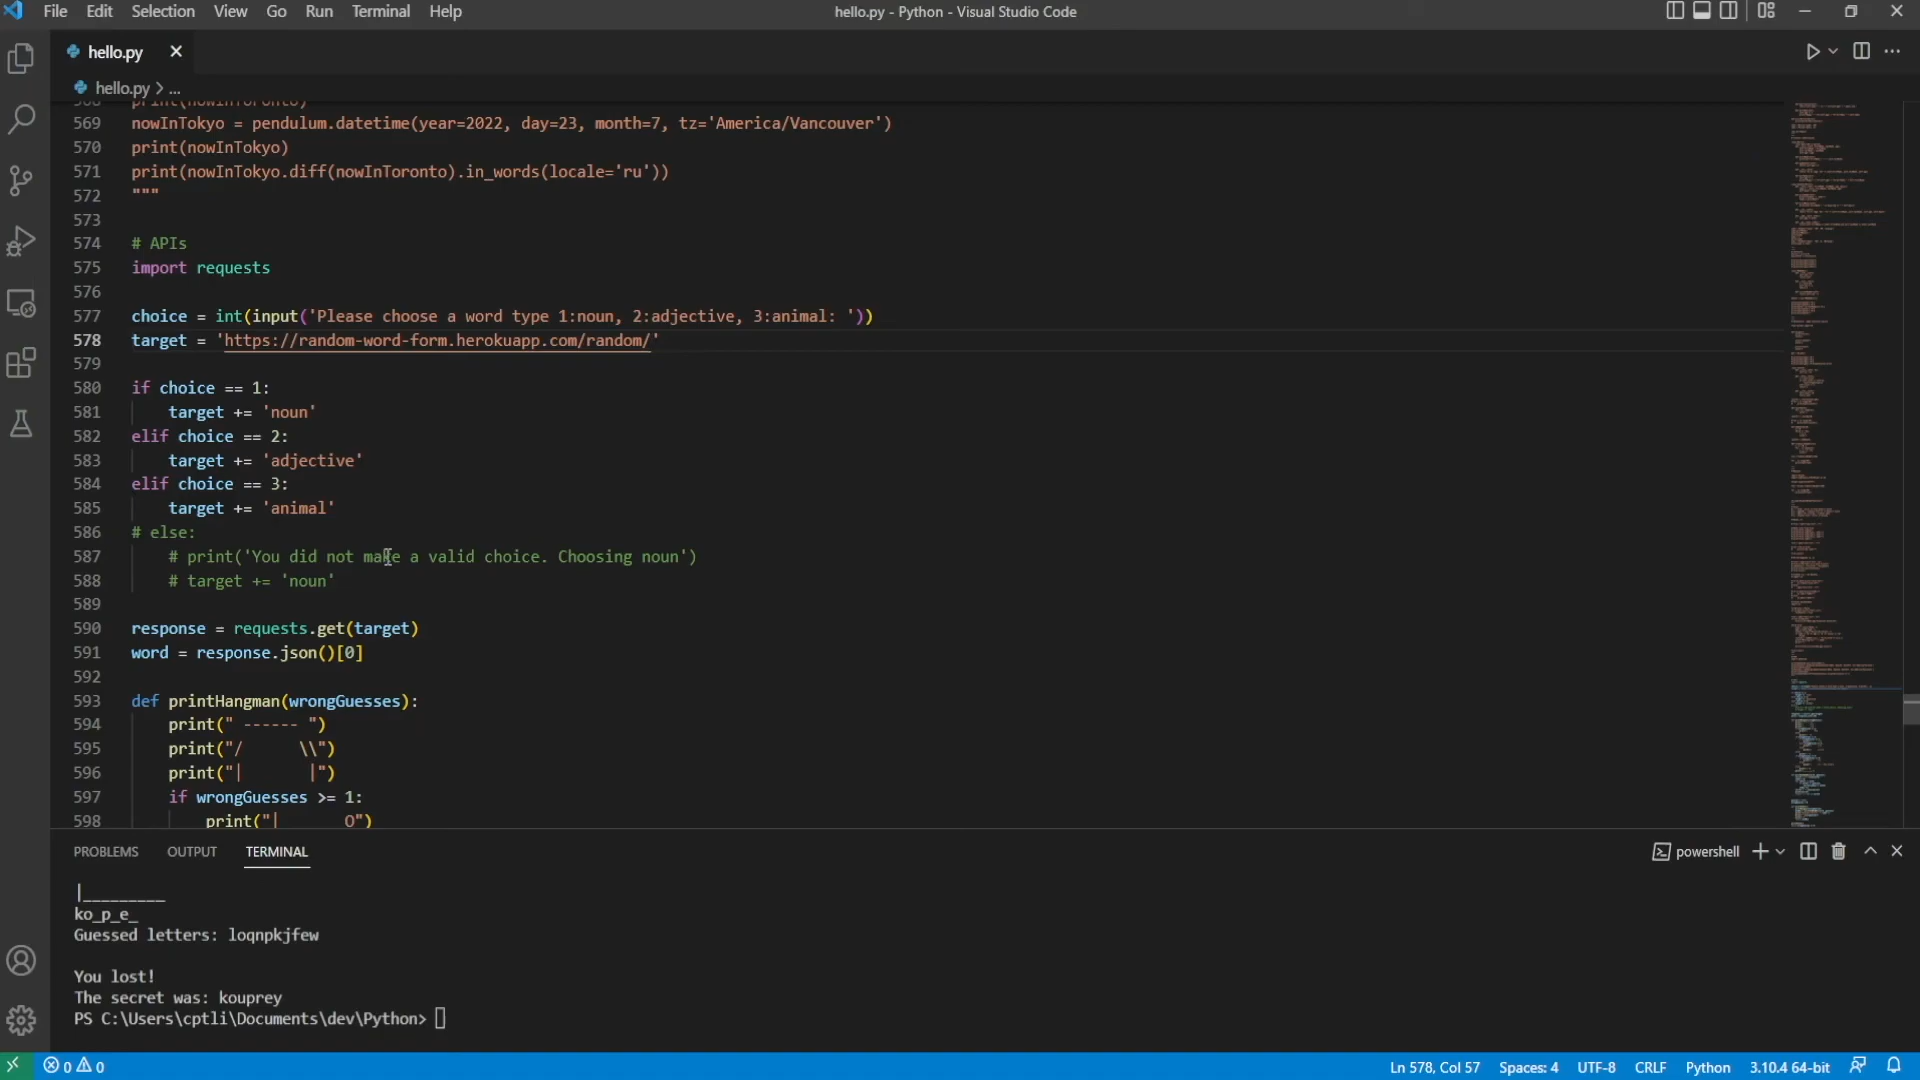 File Edit Selection View Go Run Terminal Help
hello.py - Python - Visual Studio Code
hello.py
hello.py > ...
568 print(nowInToronto)
569 nowInTokyo = pendulum.datetime(year=2022, day=23, month=7, tz='America/Vancouver')
570 print(nowInTokyo)
571 print(nowInTokyo.diff(nowInToronto).in_words(locale='ru'))
572 """
573
574 # APIs
575 import requests
576
577 choice = int(input('Please choose a word type 1:noun, 2:adjective, 3:animal: '))
578 target = 'https://random-word-form.herokuapp.com/random/'
579
580 if choice == 1:
581 target += 'noun'
582 elif choice == 2:
583 target += 'adjective'
584 elif choice == 3:
585 target += 'animal'
586 # else:
587 # print('You did not make a valid choice. Choosing noun')
588 # target += 'noun'
589
590 response = requests.get(target)
591 word = response.json()[0]
592
593 def printHangman(wrongGuesses):
594 print(" ------ ")
595 print("/      \\")
596 print("|       |")
597 if wrongGuesses >= 1:
598 print("|       O")
PROBLEMS OUTPUT TERMINAL
powershell
|_________
ko_p_e_
Guessed letters: loqnpkjfew
You lost!
The secret was: kouprey
PS C:\Users\cptli\Documents\dev\Python>
0 0
Ln 578, Col 57 Spaces: 4 UTF-8 CRLF Python 3.10.4 64-bit